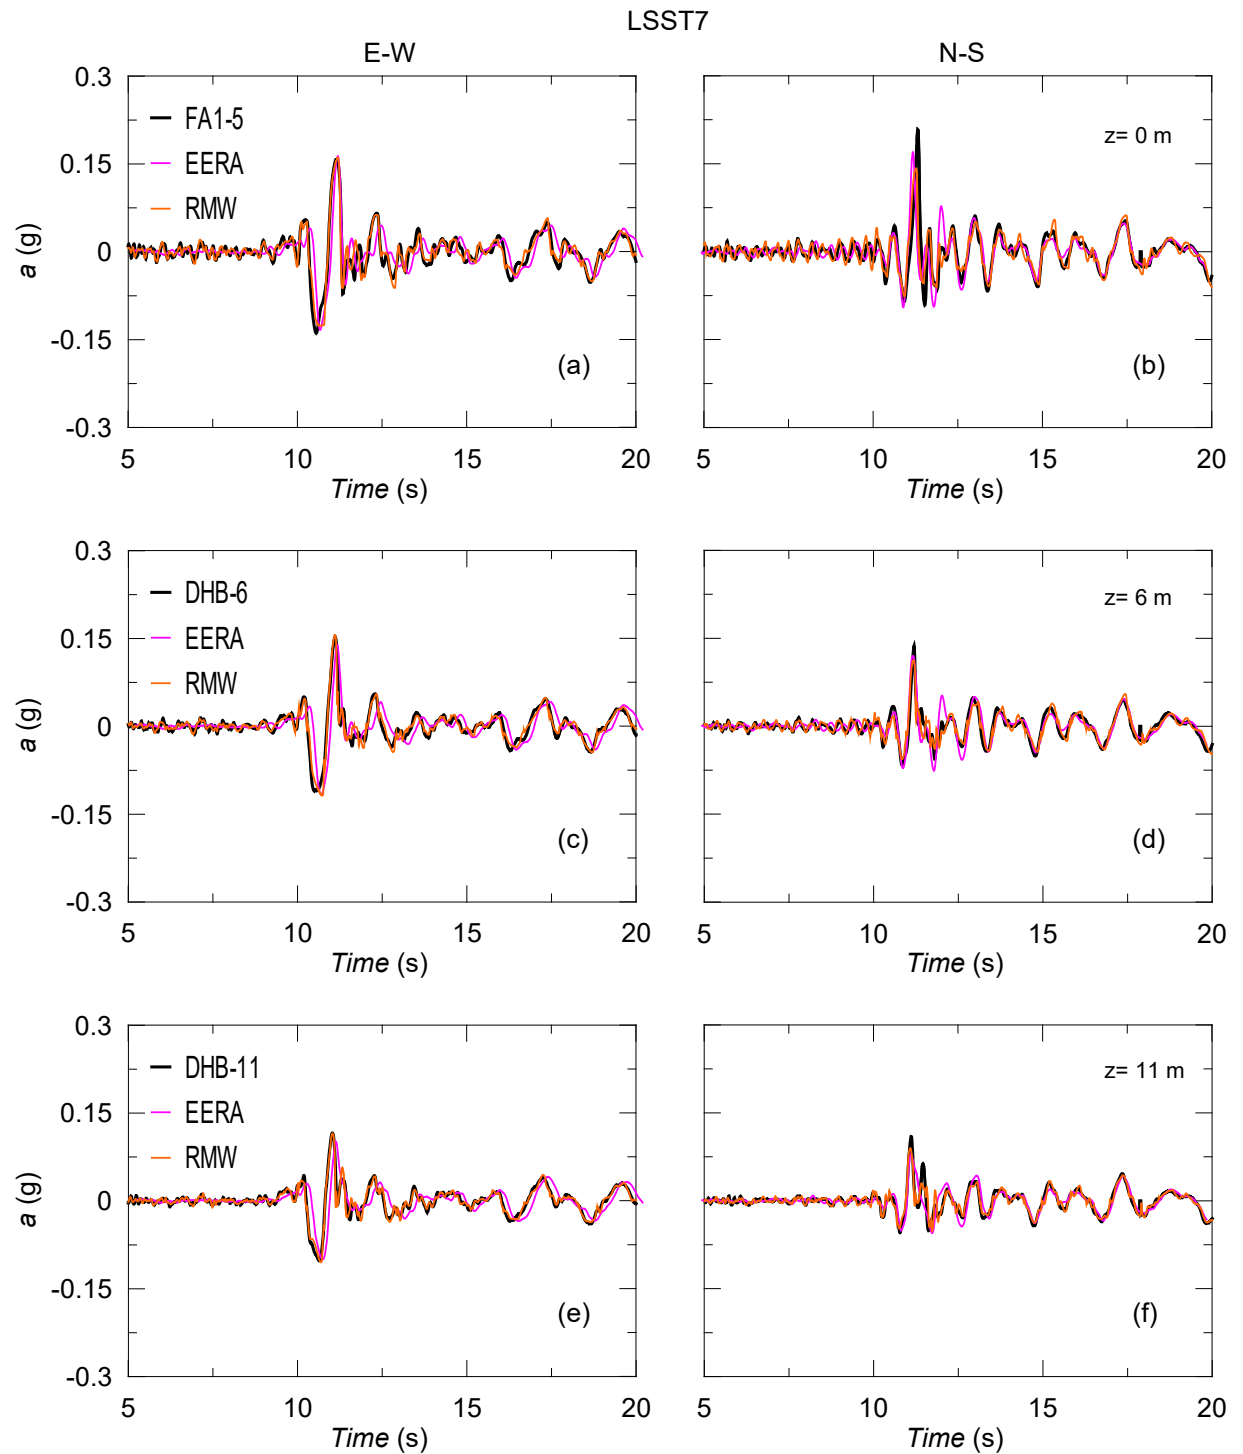 LSST7
E-W
N-S
0.3
0.15
0
-0.15
-0.3
a (g)
FA1-5
EERA
RMW
(a)
5
10
15
20
Time (s)
z= 0 m
(b)
5
10
15
20
Time (s)
0.3
0.15
0
-0.15
-0.3
a (g)
DHB-6
EERA
RMW
(c)
5
10
15
20
Time (s)
z= 6 m
(d)
5
10
15
20
Time (s)
0.3
0.15
0
-0.15
-0.3
a (g)
DHB-11
EERA
RMW
(e)
5
10
15
20
Time (s)
z= 11 m
(f)
5
10
15
20
Time (s)